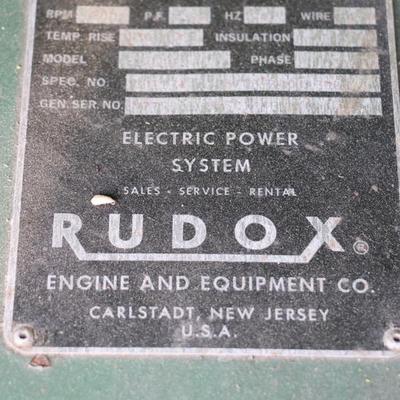 RPM P.F. HZ WIRE
TEMP. RISE INSULATION
MODEL PHASE
SPEC. NO.
GEN. SER. NO.
ELECTRIC POWER
SYSTEM
SALES - SERVICE - RENTAL
RUDOX®
ENGINE AND EQUIPMENT CO.
CARLSTADT, NEW JERSEY
U.S.A.